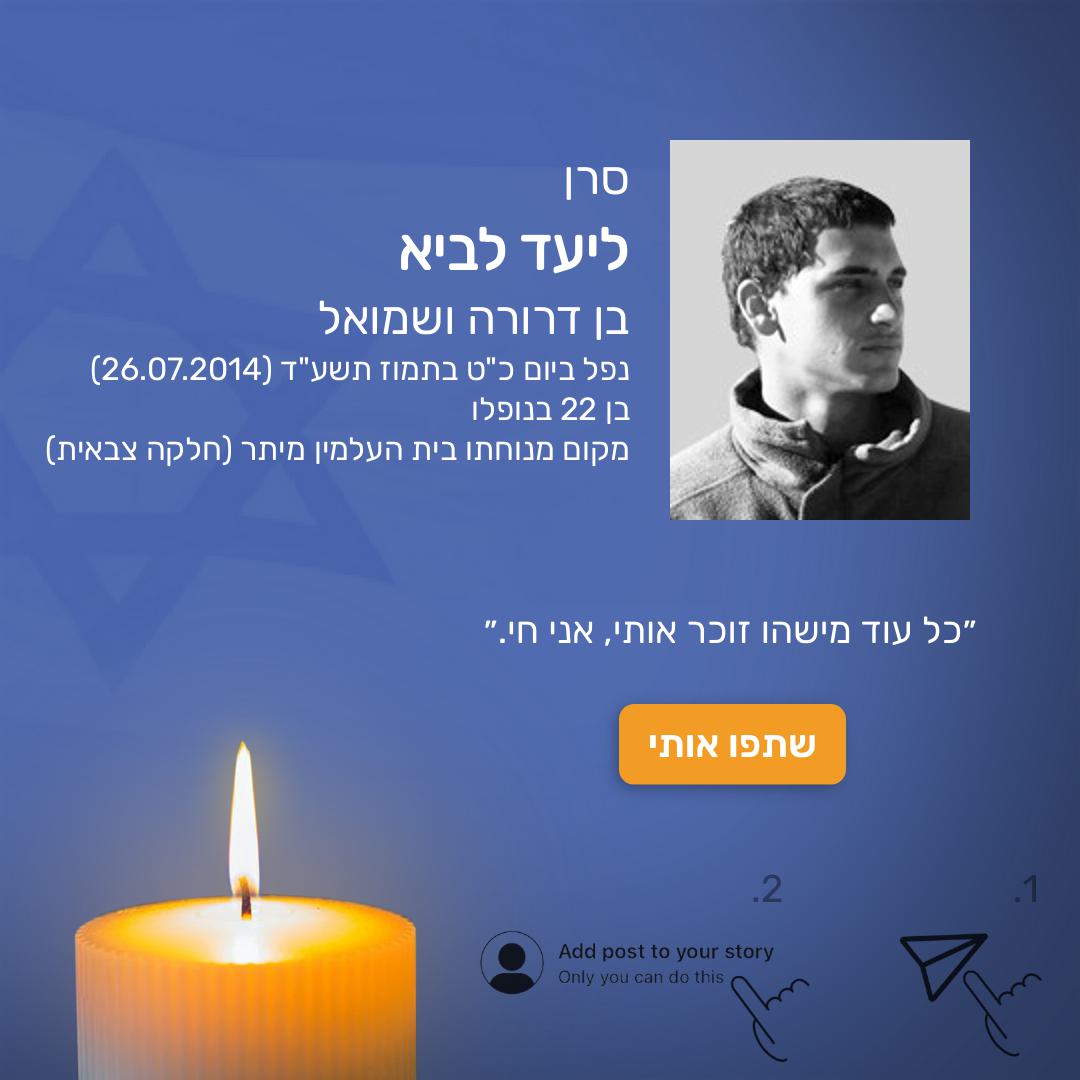 סרן
ליעד לביא
בן דרורה ושמואל
נפל ביום כ"ט בתמוז תשע"ד (26.07.2014)
בן 22 בנופלו
מקום מנוחתו בית העלמין מיתר (חלקה צבאית)
״כל עוד מישהו זוכר אותי, אני חי.״
שתפו אותי
.1
.2
Add post to your story
Only you can do this